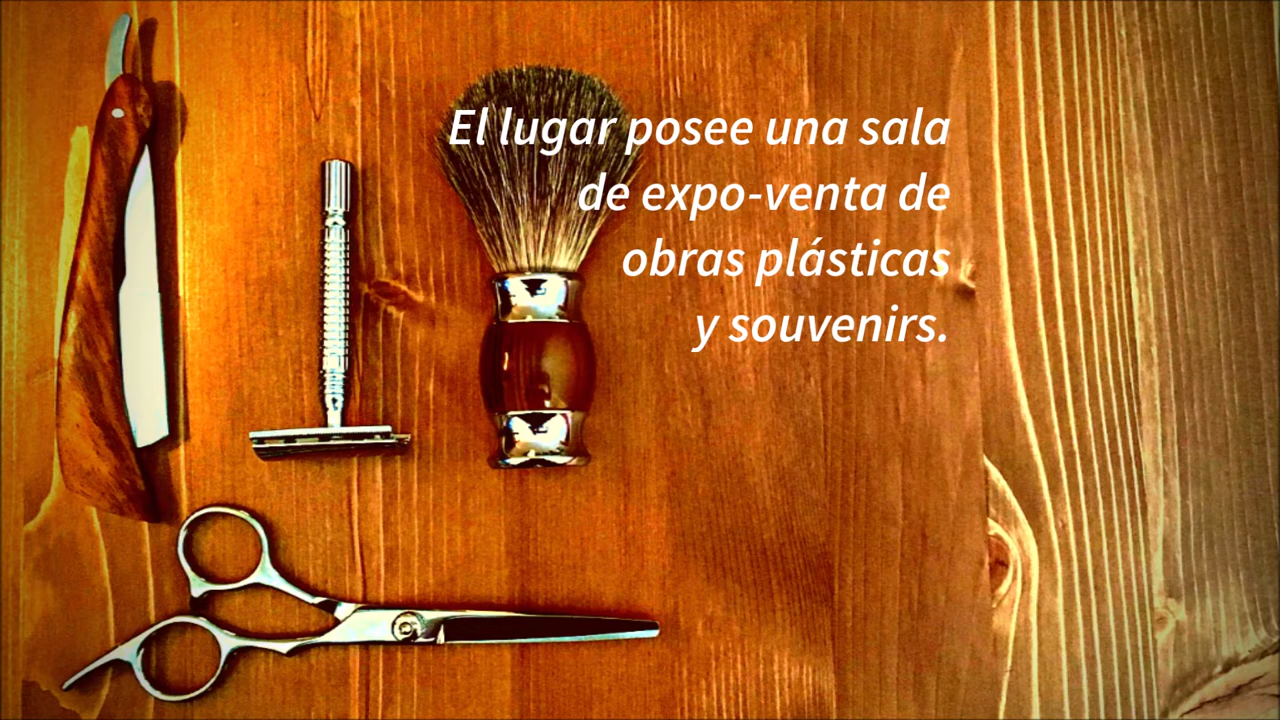 El lugar posee una sala
de expo-venta de
obras plásticas
y souvenirs.